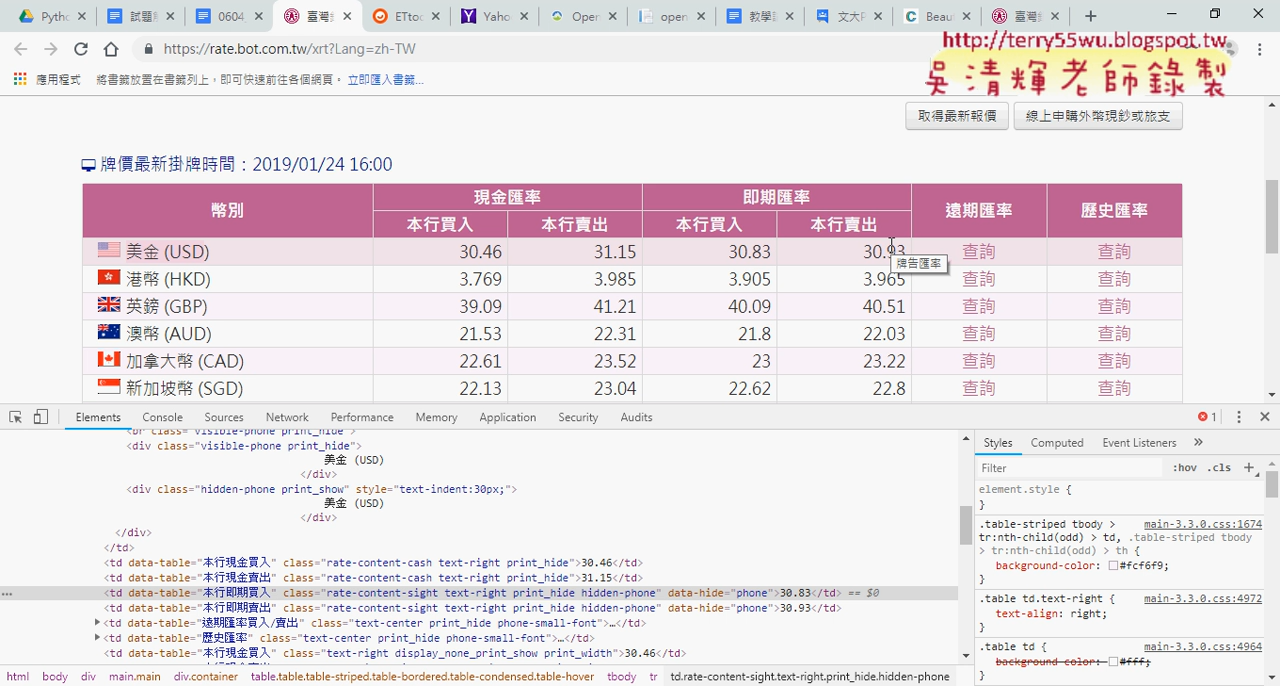 Pytho
試題
0604
臺灣
ETtoc
Yahc
Open
open
教學
文大P
Beau
臺灣
https://rate.bot.com.tw/xrt?Lang=zh-TW
http://terry55wu.blogspot.tw
吳清輝老師錄製
應用程式 將書籤放置在書籤列上，即可快速前往各個網頁。 立即匯入書籤...
取得最新報價 線上申購外幣現鈔或旅支
牌價最新掛牌時間：2019/01/24 16:00
幣別 現金匯率 即期匯率 遠期匯率 歷史匯率
本行買入 本行賣出 本行買入 本行賣出
美金 (USD) 30.46 31.15 30.83 30.93 查詢 查詢
牌告匯率
港幣 (HKD) 3.769 3.985 3.905 3.965 查詢 查詢
英鎊 (GBP) 39.09 41.21 40.09 40.51 查詢 查詢
澳幣 (AUD) 21.53 22.31 21.8 22.03 查詢 查詢
加拿大幣 (CAD) 22.61 23.52 23 23.22 查詢 查詢
新加坡幣 (SGD) 22.13 23.04 22.62 22.8 查詢 查詢
Elements Console Sources Network Performance Memory Application Security Audits 1
<br class="visible-phone print_hide">
<div class="visible-phone print_hide">
美金 (USD)
</div>
<div class="hidden-phone print_show" style="text-indent:30px;">
美金 (USD)
</div>
</div>
</td>
<td data-table="本行現金買入" class="rate-content-cash text-right print_hide">30.46</td>
<td data-table="本行現金賣出" class="rate-content-cash text-right print_hide">31.15</td>
... <td data-table="本行即期買入" class="rate-content-sight text-right print_hide hidden-phone" data-hide="phone">30.83</td> == $0
<td data-table="本行即期賣出" class="rate-content-sight text-right print_hide hidden-phone" data-hide="phone">30.93</td>
<td data-table="遠期匯率買入/賣出" class="text-center print_hide phone-small-font">…</td>
<td data-table="歷史匯率" class="text-center print_hide phone-small-font">…</td>
<td data-table="本行現金買入" class="text-right display_none_print_show print_width">30.46</td>
html body div main.main div.container table.table.table-striped.table-bordered.table-condensed.table-hover tbody tr td.rate-content-sight.text-right.print_hide.hidden-phone
Styles Computed Event Listeners »
Filter :hov .cls +
element.style {
}
.table-striped tbody > main-3.3.0.css:1674
tr:nth-child(odd) > td, .table-striped tbody
> tr:nth-child(odd) > th {
background-color: #fcf6f9;
}
.table td.text-right { main-3.3.0.css:4972
text-align: right;
}
.table td { main-3.3.0.css:4964
background-color: #fff;
}